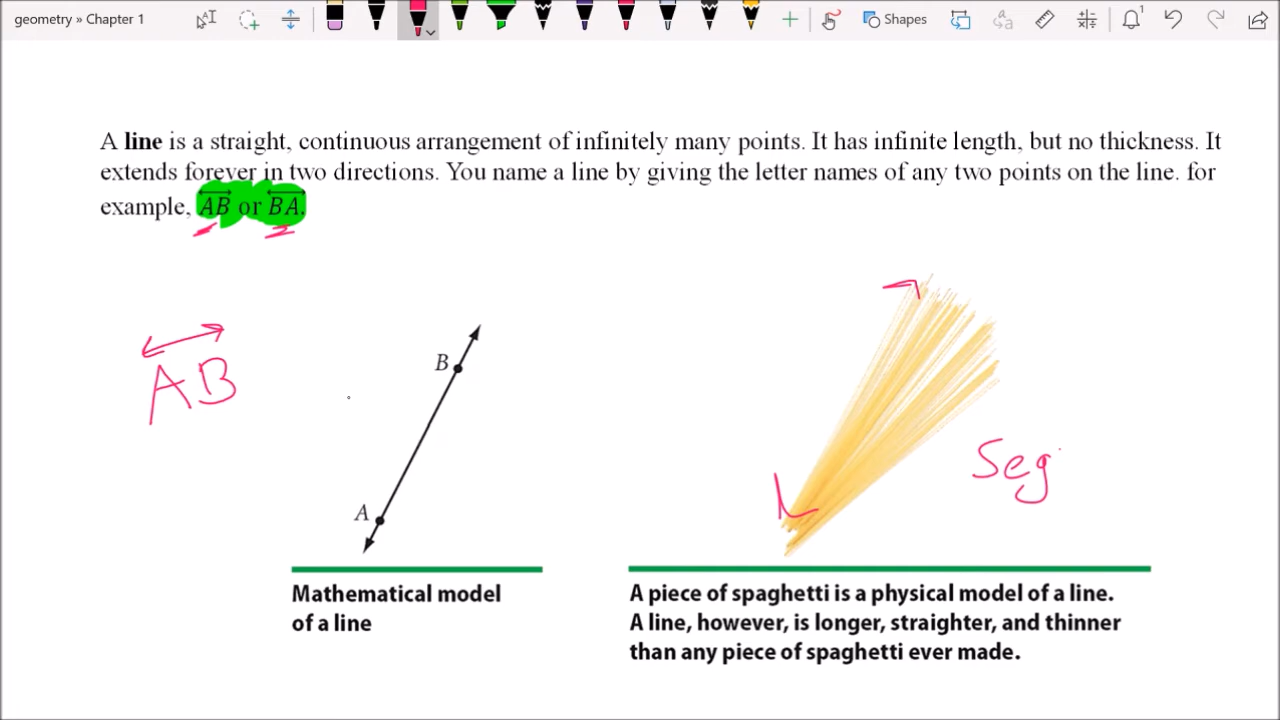 geometry » Chapter 1
Shapes
A line is a straight, continuous arrangement of infinitely many points. It has infinite length, but no thickness. It
extends forever in two directions. You name a line by giving the letter names of any two points on the line. for
example, AB or BA.
AB
B
A
Seg
Mathematical model
of a line
A piece of spaghetti is a physical model of a line.
A line, however, is longer, straighter, and thinner
than any piece of spaghetti ever made.